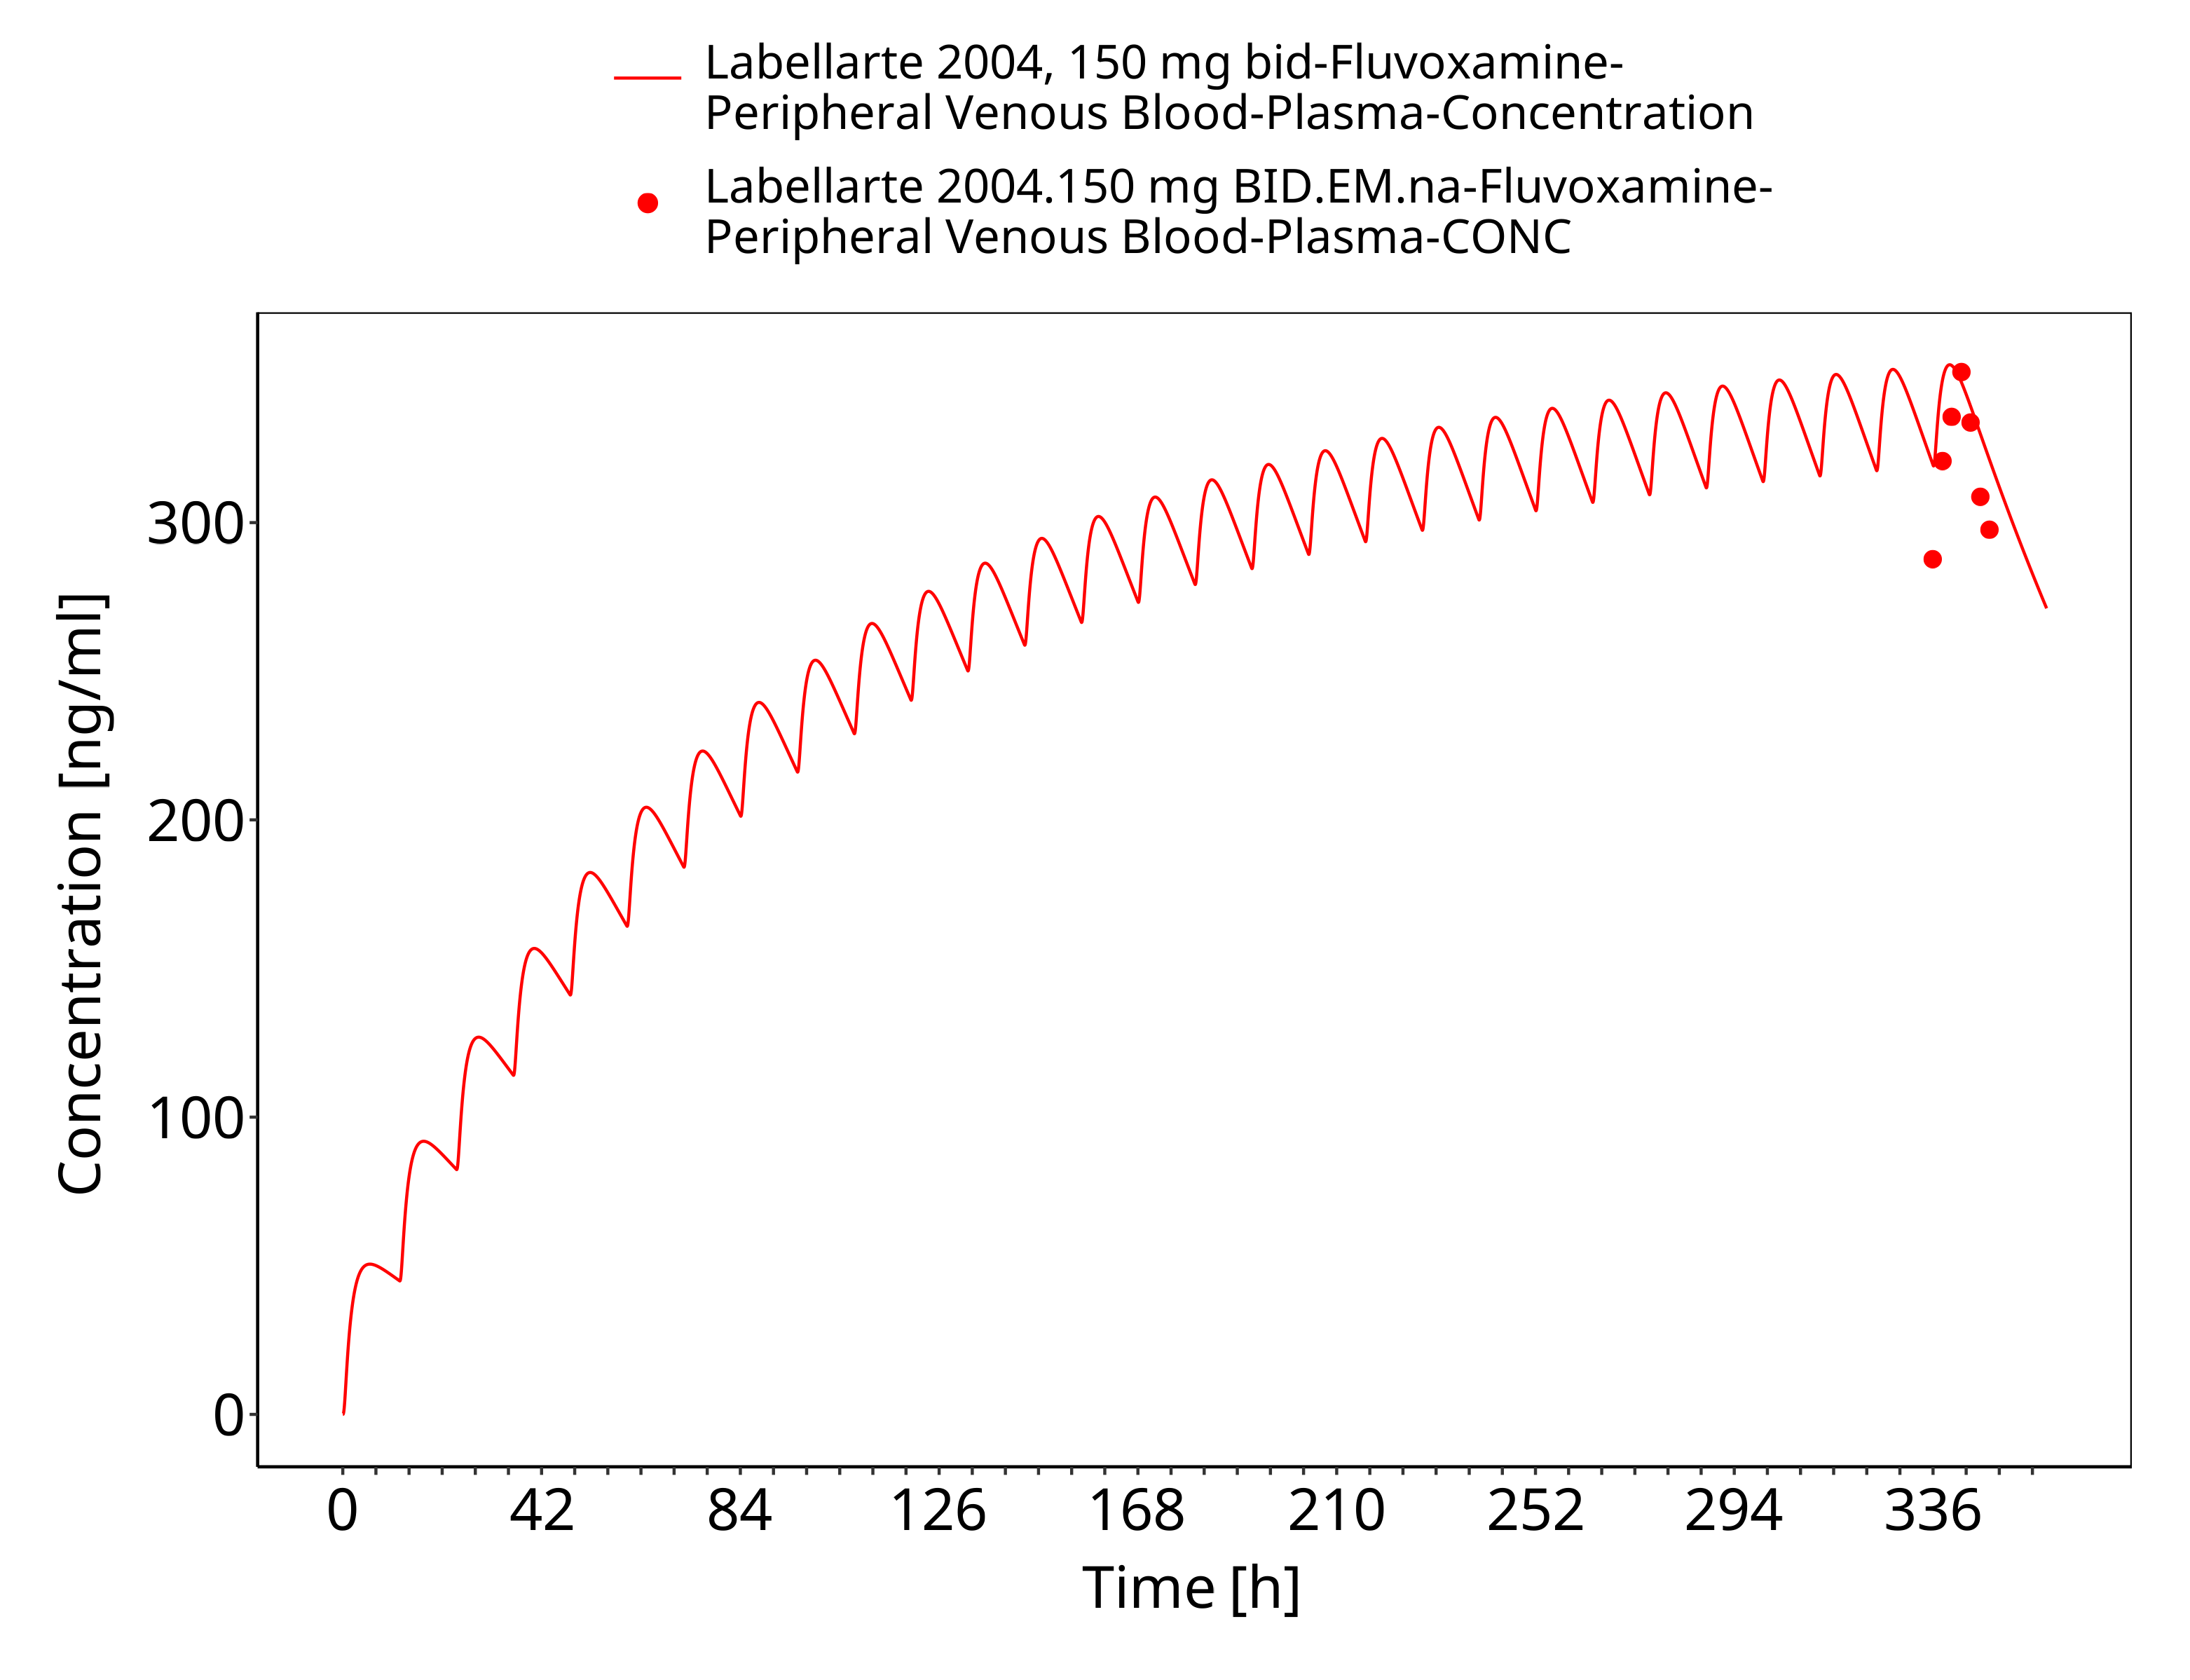 Labellarte 2004, 150 mg bid-Fluvoxamine-
Peripheral Venous Blood-Plasma-Concentration
Labellarte 2004.150 mg BID.EM.na-Fluvoxamine-
Peripheral Venous Blood-Plasma-CONC
Concentration [ng/ml]
300
200
100
0
0 42 84 126 168 210 252 294 336
Time [h]